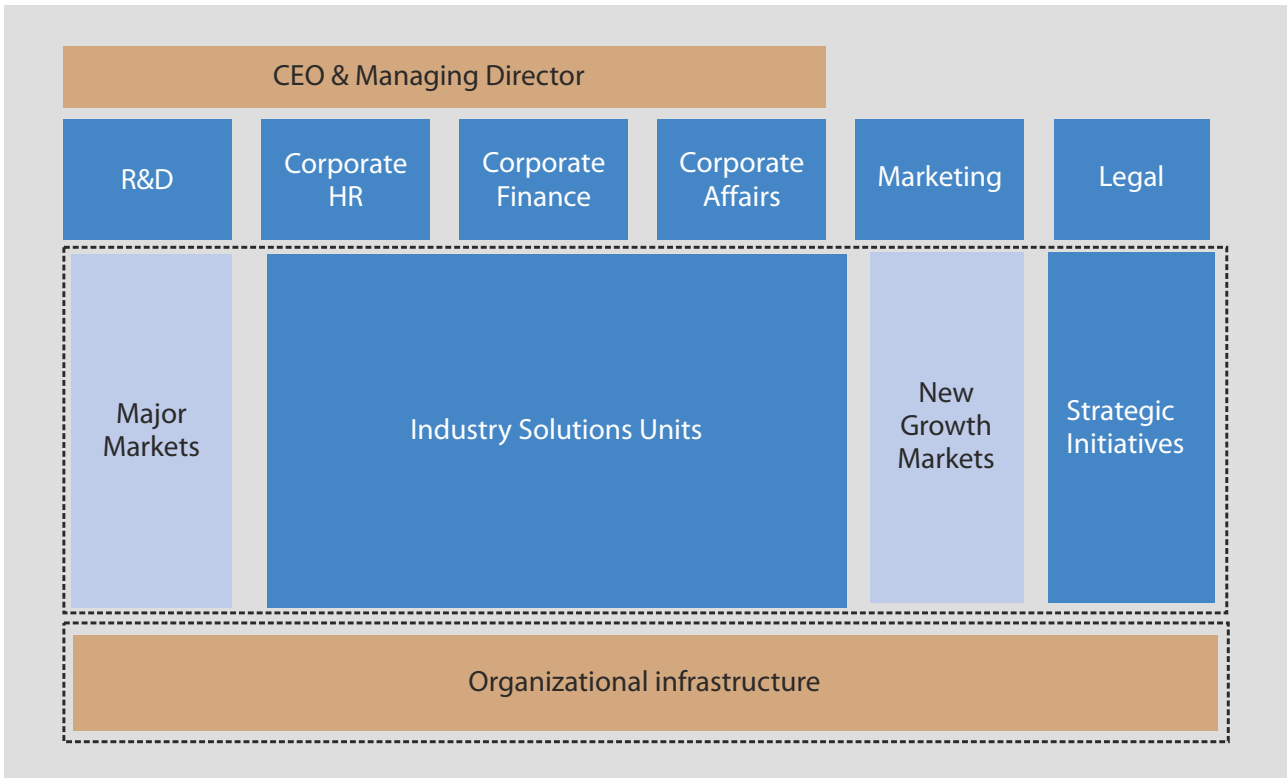 CEO & Managing Director
R&D
Corporate
HR
Corporate
Finance
Corporate
Affairs
Marketing
Legal
Major
Markets
Industry Solutions Units
New
Growth
Markets
Strategic
Initiatives
Organizational infrastructure